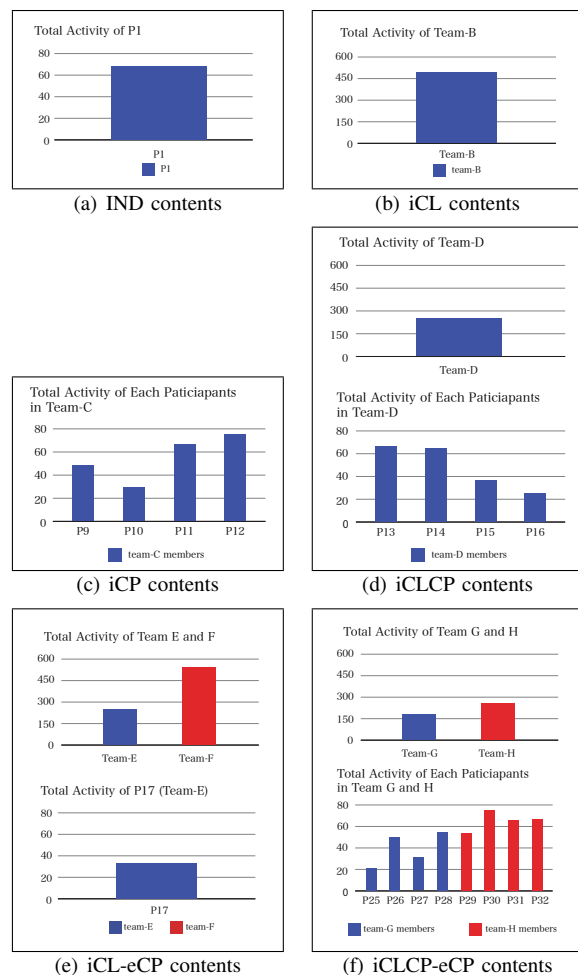 Total Activity of P1
80
60
40
20
0
P1
P1
(a) IND contents
Total Activity of Team-B
600
450
300
150
0
Team-B
team-B
(b) iCL contents
Total Activity of Each Paticiapants
in Team-C
80
60
40
20
0
P9 P10 P11 P12
team-C members
(c) iCP contents
Total Activity of Team-D
600
450
300
150
0
Team-D
Total Activity of Each Paticiapants
in Team-D
80
60
40
20
0
P13 P14 P15 P16
team-D members
(d) iCLCP contents
Total Activity of Team E and F
600
450
300
150
0
Team-E Team-F
Total Activity of P17 (Team-E)
80
60
40
20
0
P17
team-E team-F
(e) iCL-eCP contents
Total Activity of Team G and H
600
450
300
150
0
Team-G Team-H
Total Activity of Each Paticiapants
in Team G and H
80
60
40
20
0
P25 P26 P27 P28 P29 P30 P31 P32
team-G members team-H members
(f) iCLCP-eCP contents